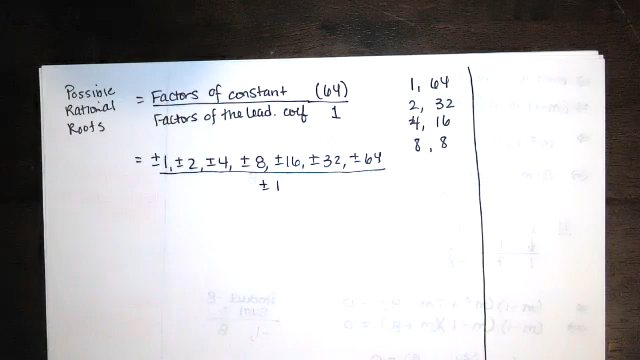 Possible
Rational
Roots
= Factors of constant (64)
Factors of the lead. coef 1
= ±1, ±2, ±4, ±8, ±16, ±32, ±64
±1
1, 64
2, 32
4, 16
8, 8